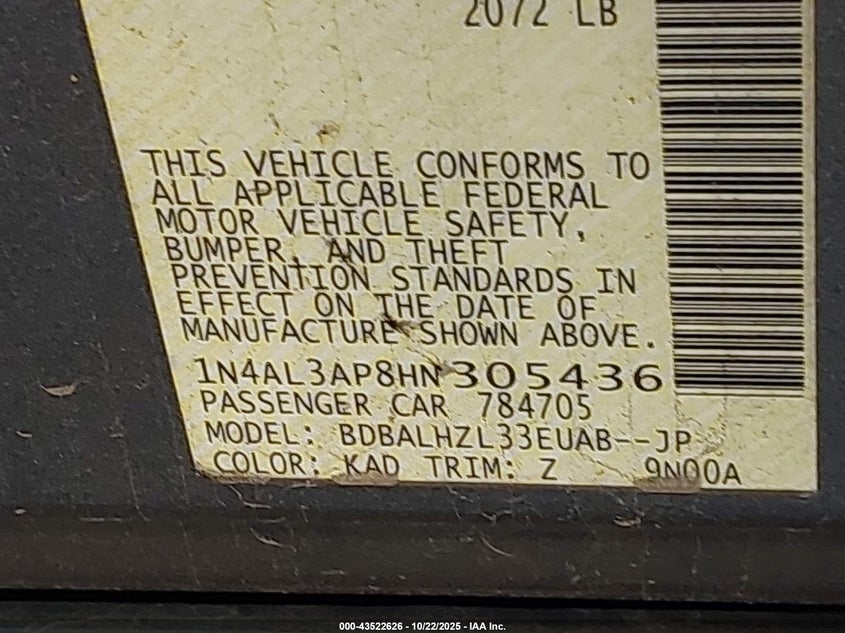 2072 LB
THIS VEHICLE CONFORMS TO
ALL APPLICABLE FEDERAL
MOTOR VEHICLE SAFETY,
BUMPER, AND THEFT
PREVENTION STANDARDS IN
EFFECT ON THE DATE OF
MANUFACTURE SHOWN ABOVE.
1N4AL3AP8HN305436
PASSENGER CAR 784705
MODEL: BDBALHZL33EUAB--JP
COLOR: KAD TRIM: Z 9N00A
000-43522626 - 10/22/2025 - IAA Inc.